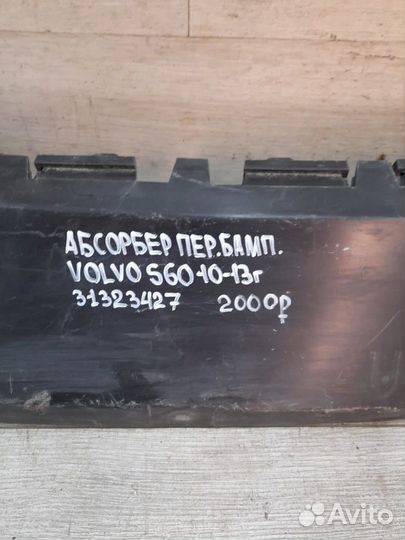 АБСОРБЕР ПЕР.БАМП.
VOLVO S60 10-13г
31323427 2000₽
Avito